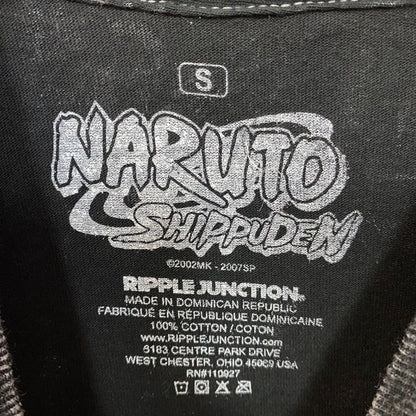 S
NARUTO
SHIPPUDEN
©2002MK - 2007SP
RIPPLE JUNCTION®
MADE IN DOMINICAN REPUBLIC
FABRIQUÉ EN RÉPUBLIQUE DOMINICAINE
100% COTTON / COTON
www.RIPPLEJUNCTION.com
6183 CENTRE PARK DRIVE
WEST CHESTER, OHIO 45069 USA
RN#110927